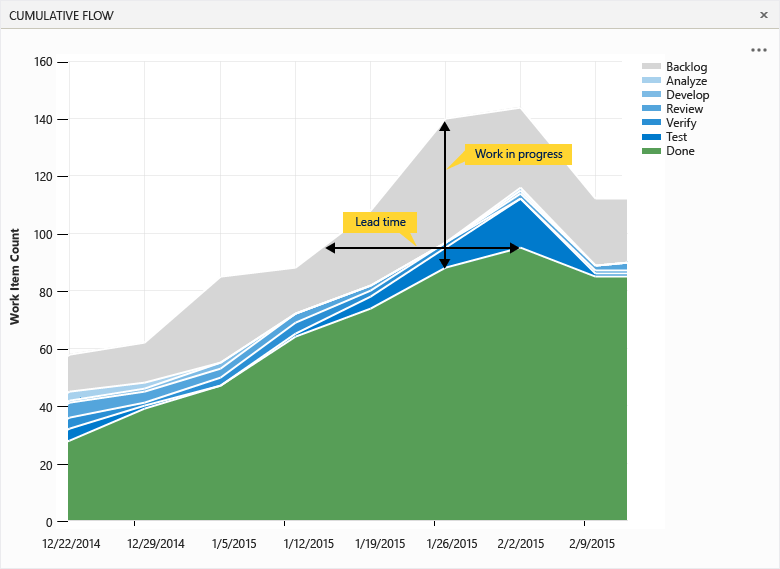 CUMULATIVE FLOW
160
140
120
100
80
60
40
20
0
Work Item Count
12/22/2014
12/29/2014
1/5/2015
1/12/2015
1/19/2015
1/26/2015
2/2/2015
2/9/2015
Work in progress
Lead time
Backlog
Analyze
Develop
Review
Verify
Test
Done